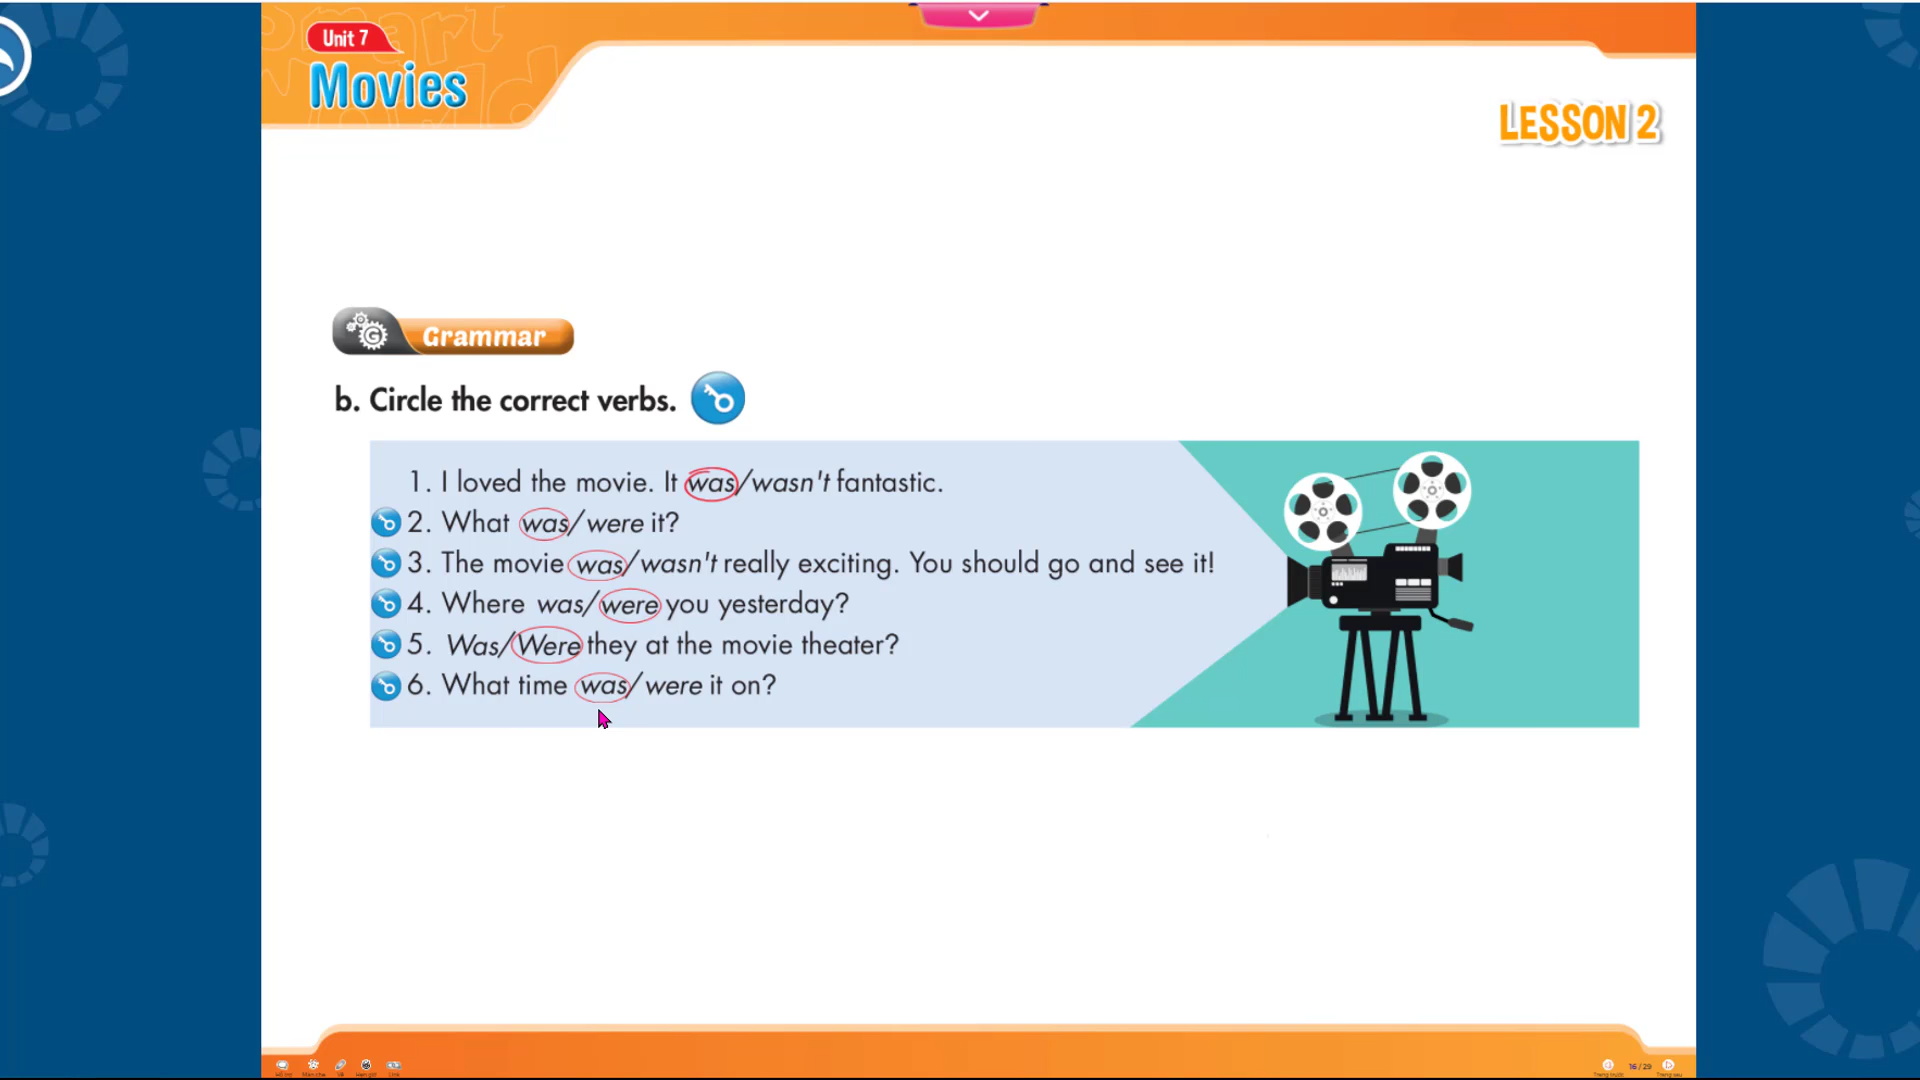 Unit 7
Movies
LESSON 2
Grammar
b. Circle the correct verbs.
1. I loved the movie. It was/wasn't fantastic.
2. What was/were it?
3. The movie was/wasn't really exciting. You should go and see it!
4. Where was/were you yesterday?
5. Was/Were they at the movie theater?
6. What time was/were it on?
16 / 29